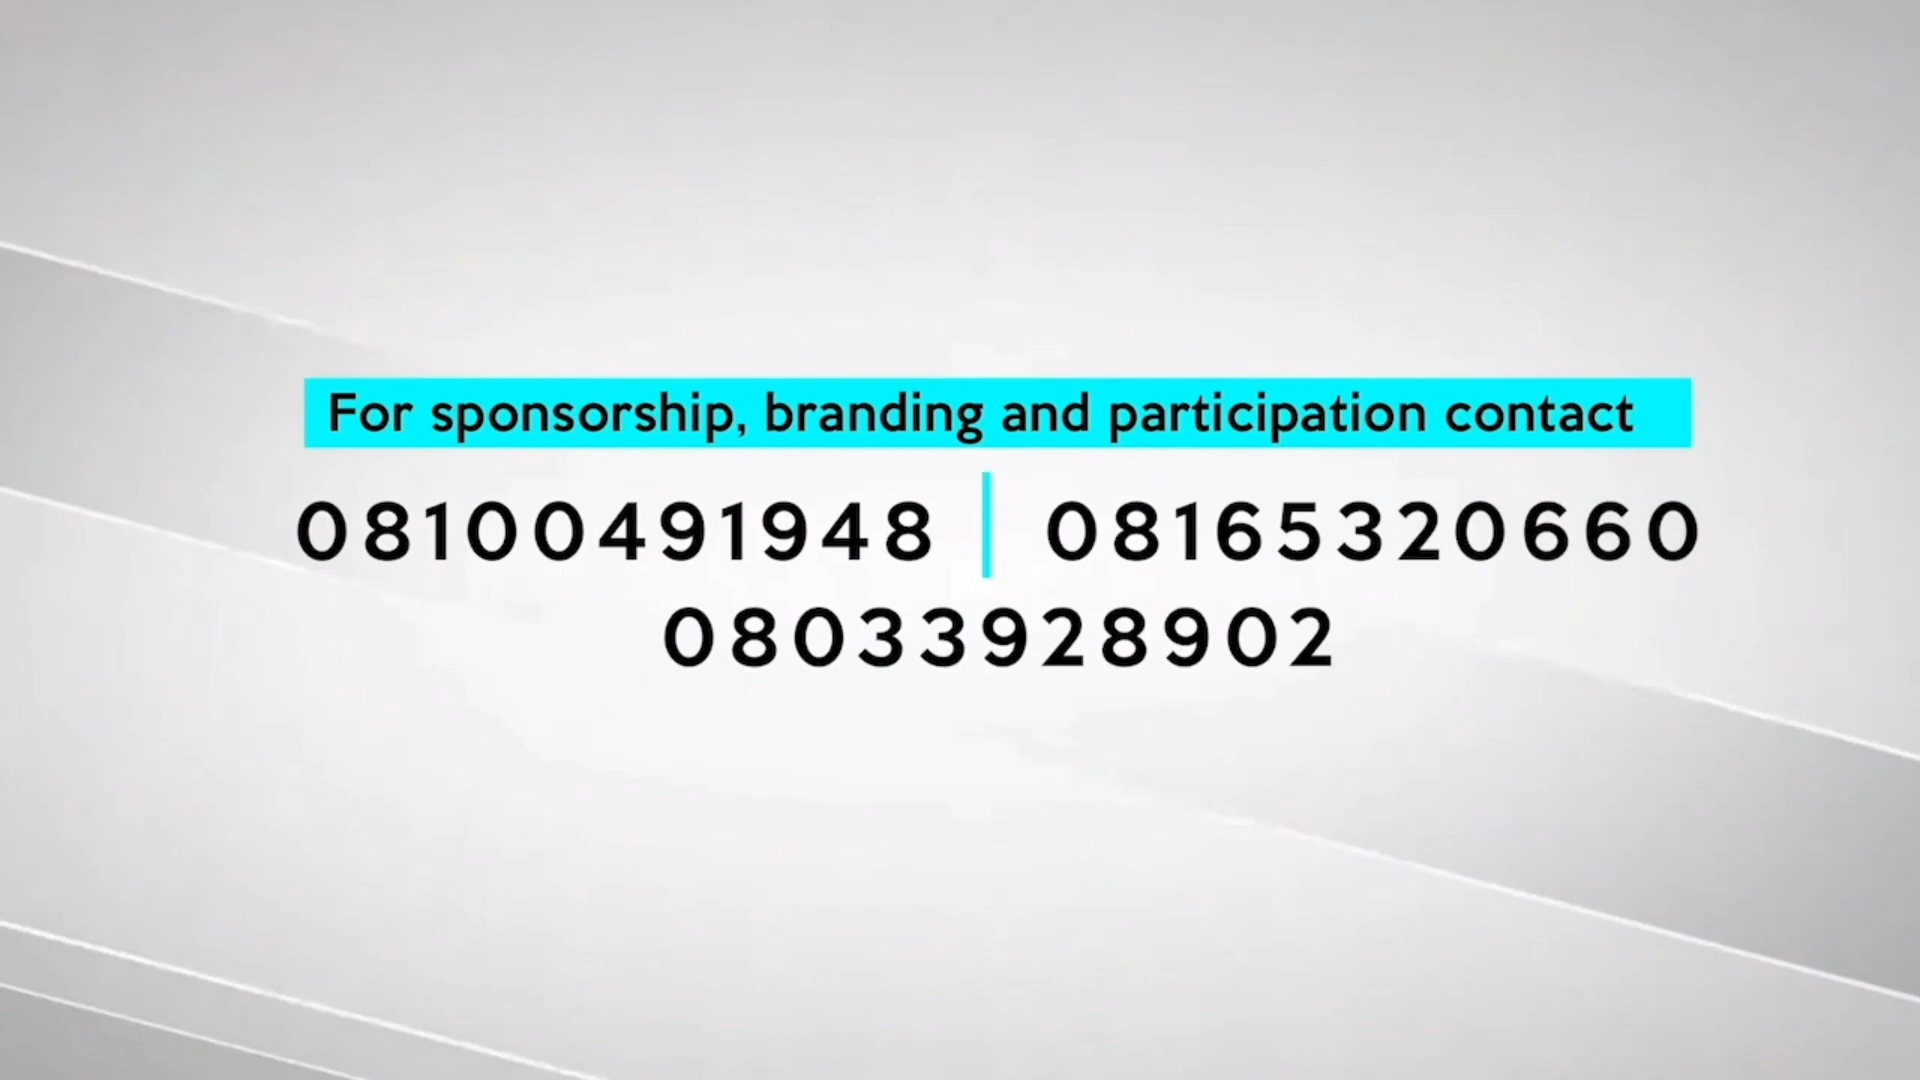 For sponsorship, branding and participation contact
08100491948 | 08165320660
08033928902